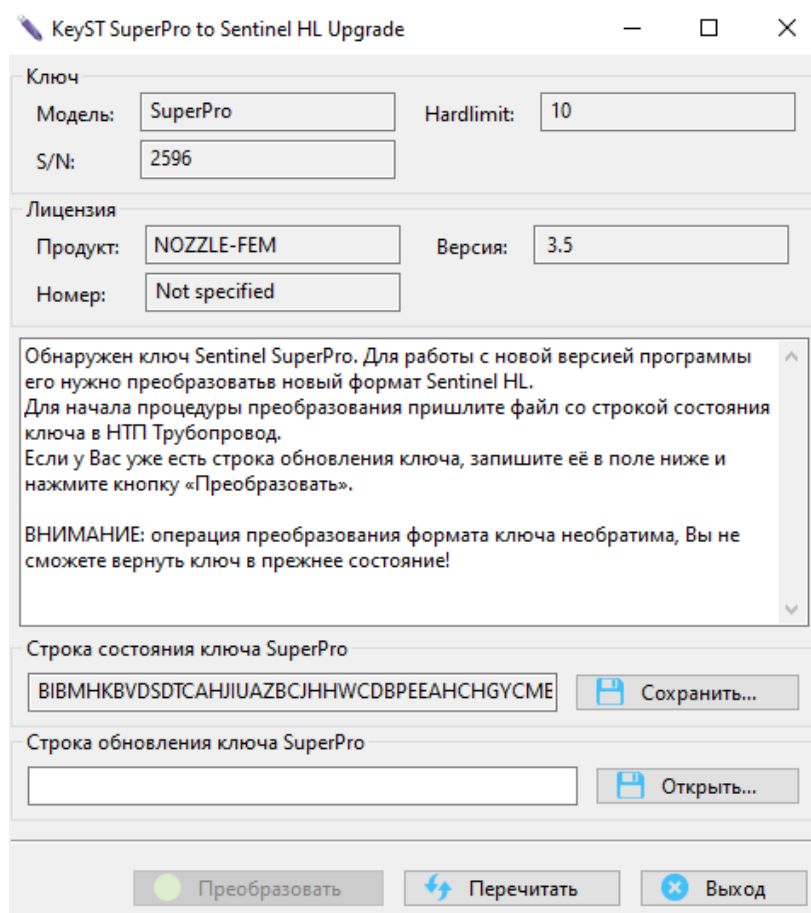 KeyST SuperPro to Sentinel HL Upgrade
Ключ
Модель: SuperPro Hardlimit: 10
S/N: 2596
Лицензия
Продукт: NOZZLE-FEM Версия: 3.5
Номер: Not specified
Обнаружен ключ Sentinel SuperPro. Для работы с новой версией программы
его нужно преобразоватьв новый формат Sentinel HL.
Для начала процедуры преобразования пришлите файл со строкой состояния
ключа в НТП Трубопровод.
Если у Вас уже есть строка обновления ключа, запишите её в поле ниже и
нажмите кнопку «Преобразовать».
ВНИМАНИЕ: операция преобразования формата ключа необратима, Вы не
сможете вернуть ключ в прежнее состояние!
Строка состояния ключа SuperPro
BIBMHKBVDSDTCAHJIUAZBCJHHWCDBPEEAHCHGYCME Сохранить...
Строка обновления ключа SuperPro
Открыть...
Преобразовать Перечитать Выход